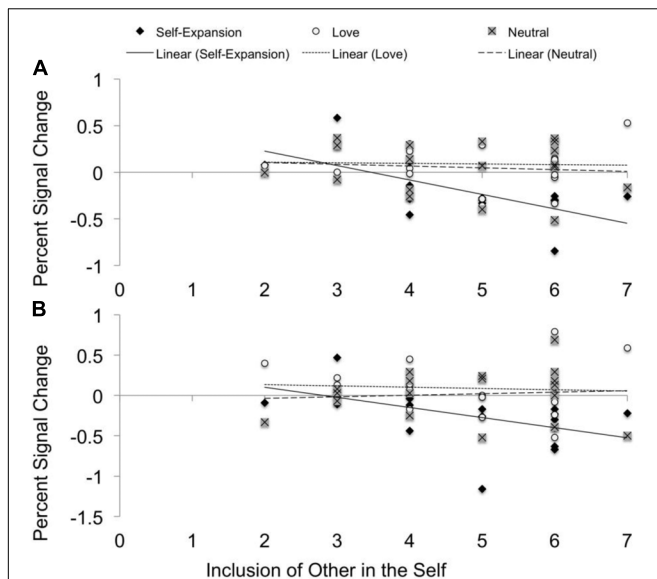 Self-Expansion Love Neutral
Linear (Self-Expansion) Linear (Love) Linear (Neutral)
A
Percent Signal Change
1
0.5
0
-0.5
-1
0 1 2 3 4 5 6 7
B
Percent Signal Change
1
0.5
0
-0.5
-1
-1.5
0 1 2 3 4 5 6 7
Inclusion of Other in the Self